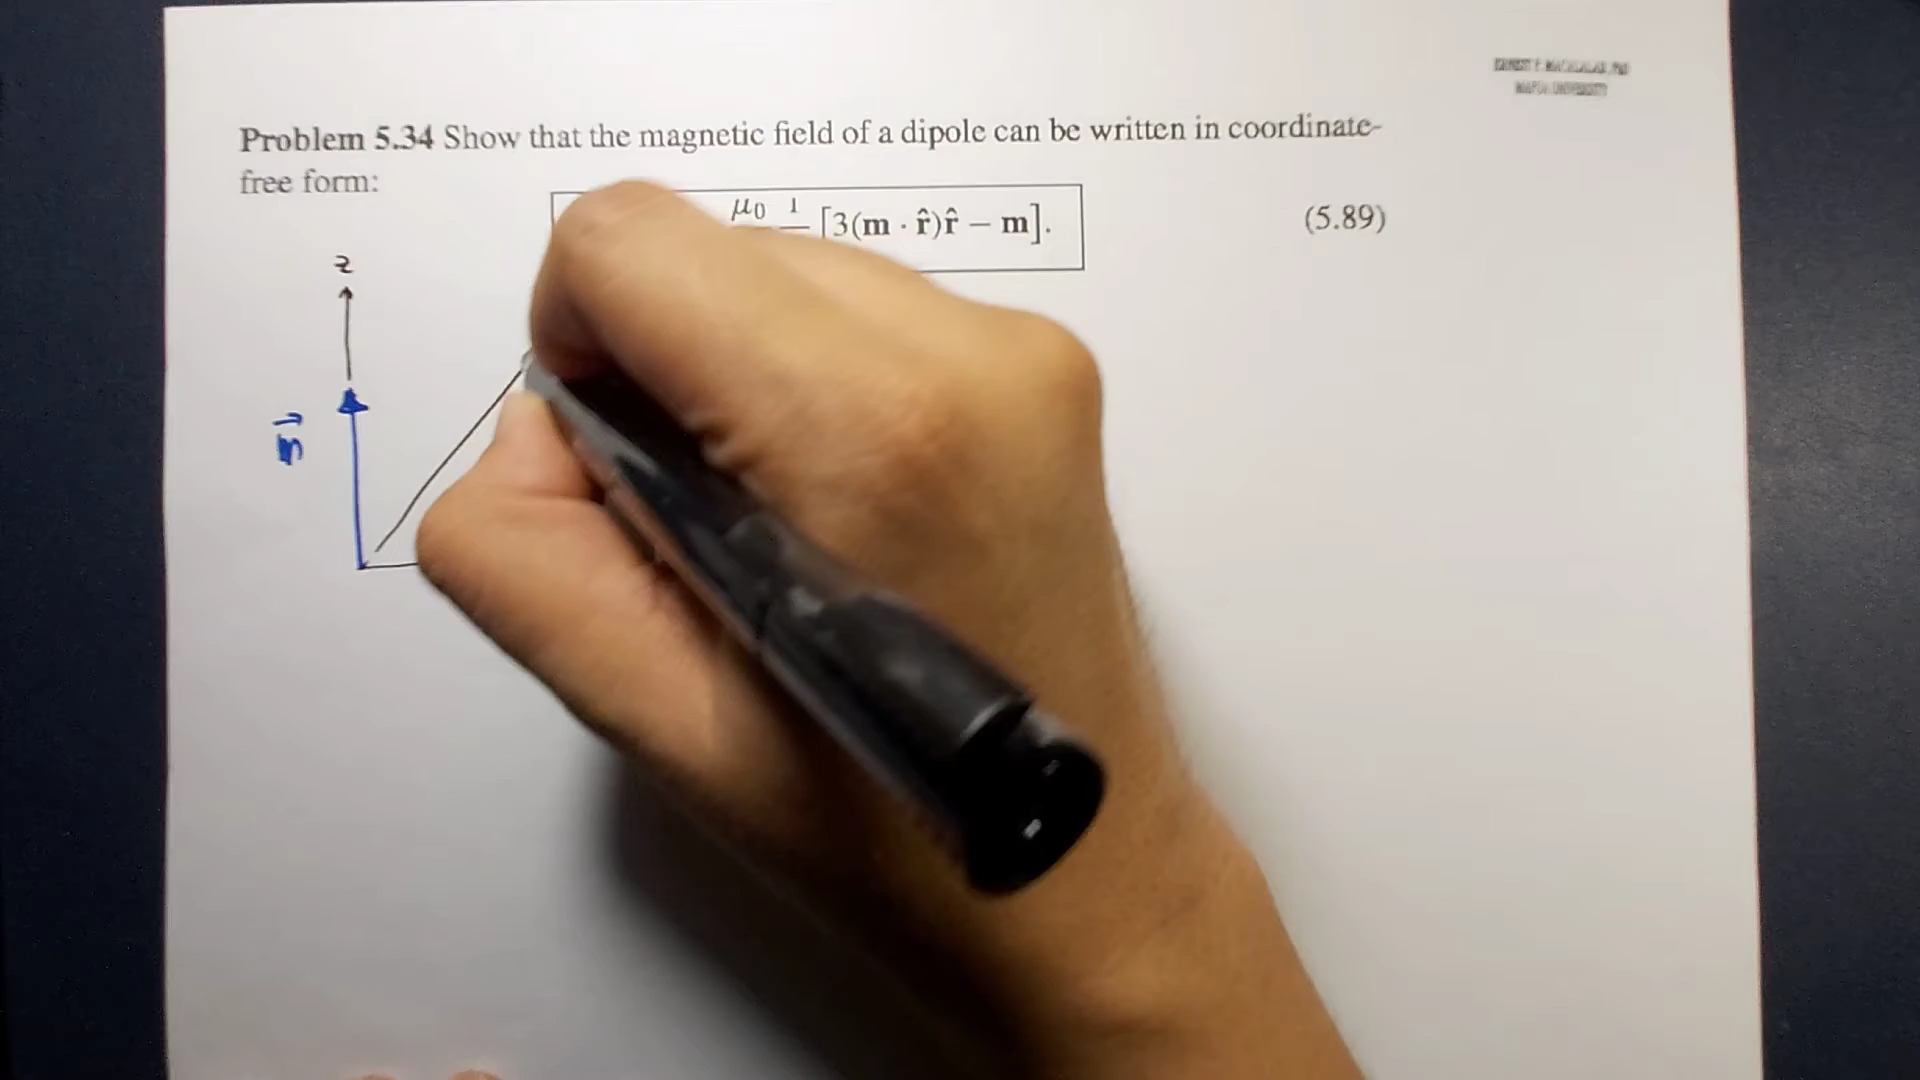 Problem 5.34 Show that the magnetic field of a dipole can be written in coordinate-
free form:
μ0 1 [3(m · r̂)r̂ − m].
(5.89)
z
m⃗